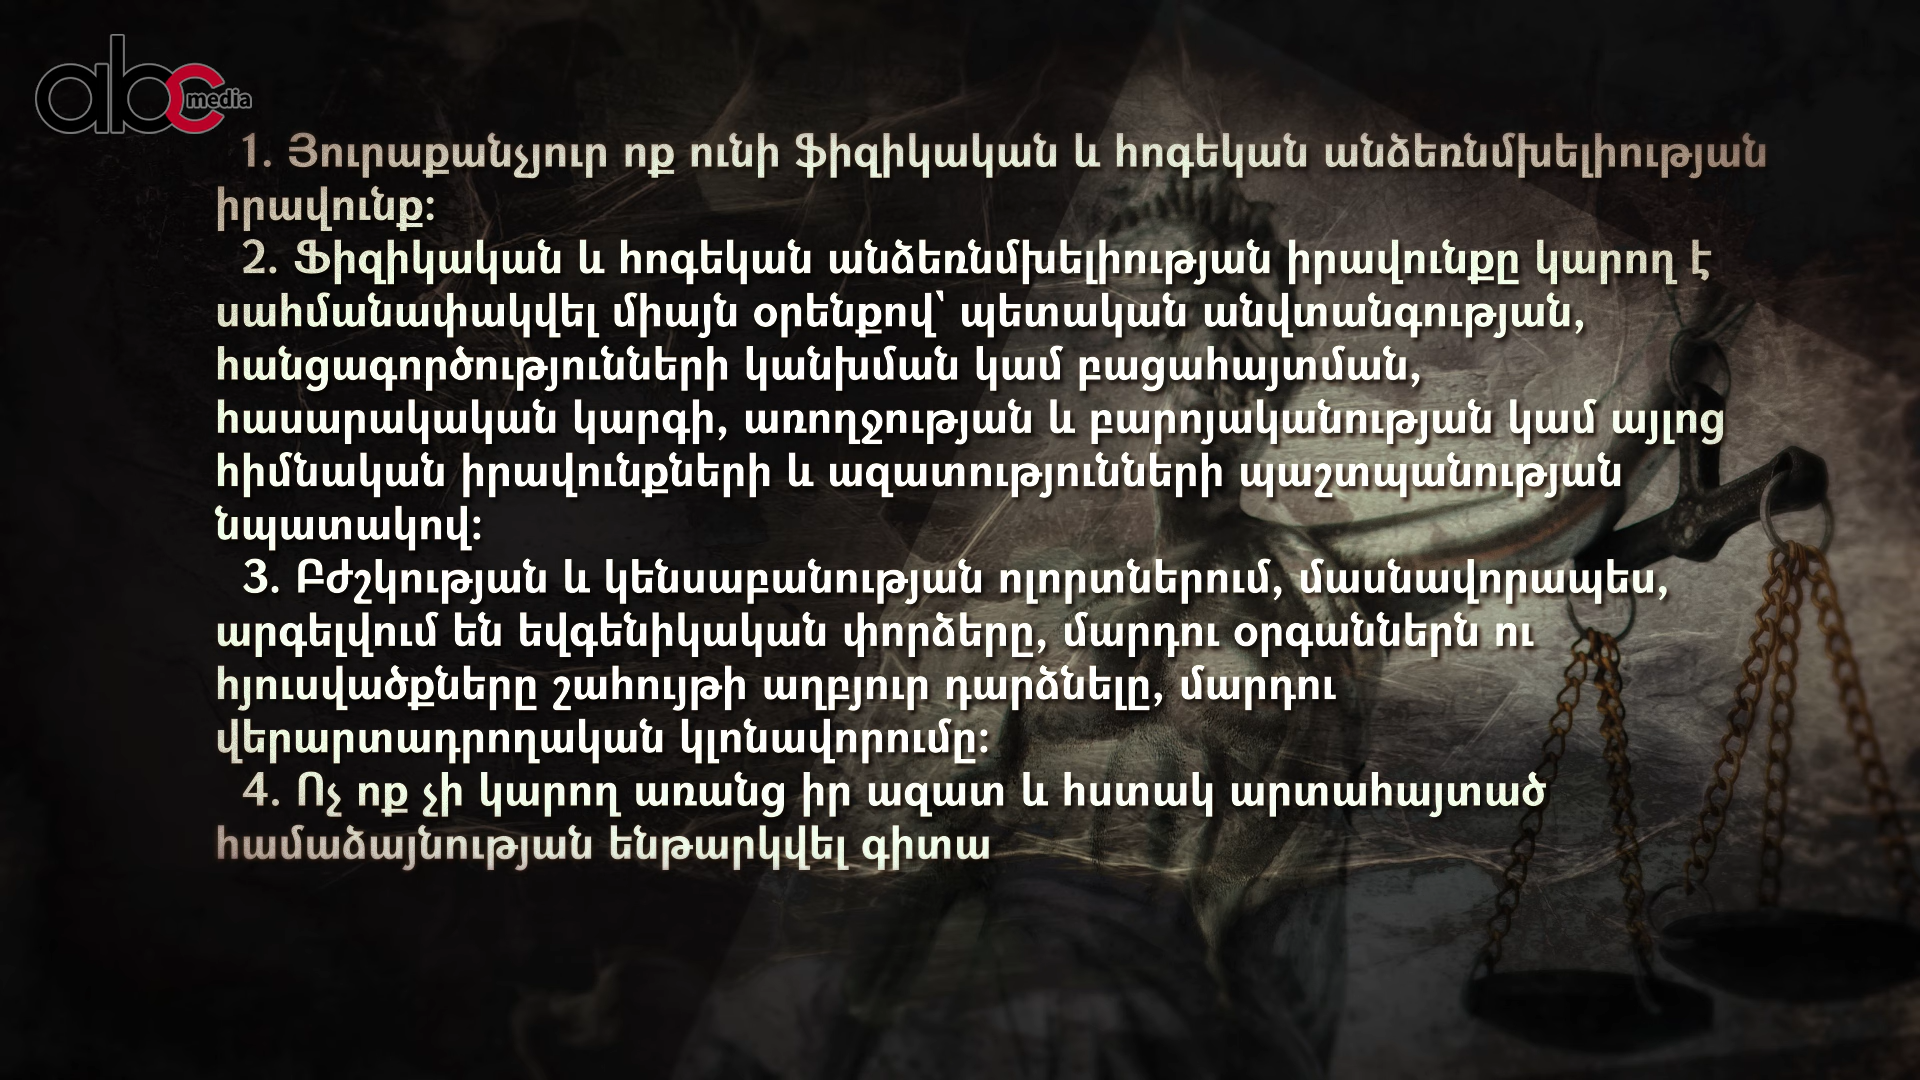 abc media
1. Յուրաքանչյուր ոք ունի ֆիզիկական և հոգեկան անձեռնմխելիության
իրավունք:
2. Ֆիզիկական և հոգեկան անձեռնմխելիության իրավունքը կարող է
սահմանափակվել միայն օրենքով՝ պետական անվտանգության,
հանցագործությունների կանխման կամ բացահայտման,
հասարակական կարգի, առողջության և բարոյականության կամ այլոց
հիմնական իրավունքների և ազատությունների պաշտպանության
նպատակով:
3. Բժշկության և կենսաբանության ոլորտներում, մասնավորապես,
արգելվում են եվգենիկական փորձերը, մարդու օրգաններն ու
հյուսվածքները շահույթի աղբյուր դարձնելը, մարդու
վերարտադրողական կլոնավորումը:
4. Ոչ ոք չի կարող առանց իր ազատ և հստակ արտահայտած
համաձայնության ենթարկվել գիտա